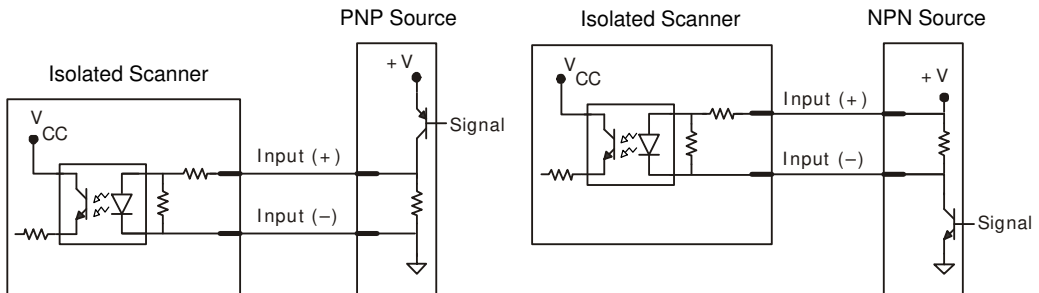 PNP Source
Isolated Scanner
+ V
V
CC
Signal
Input (+)
Input (–)
Isolated Scanner
NPN Source
V
CC
+ V
Input (+)
Input (–)
Signal